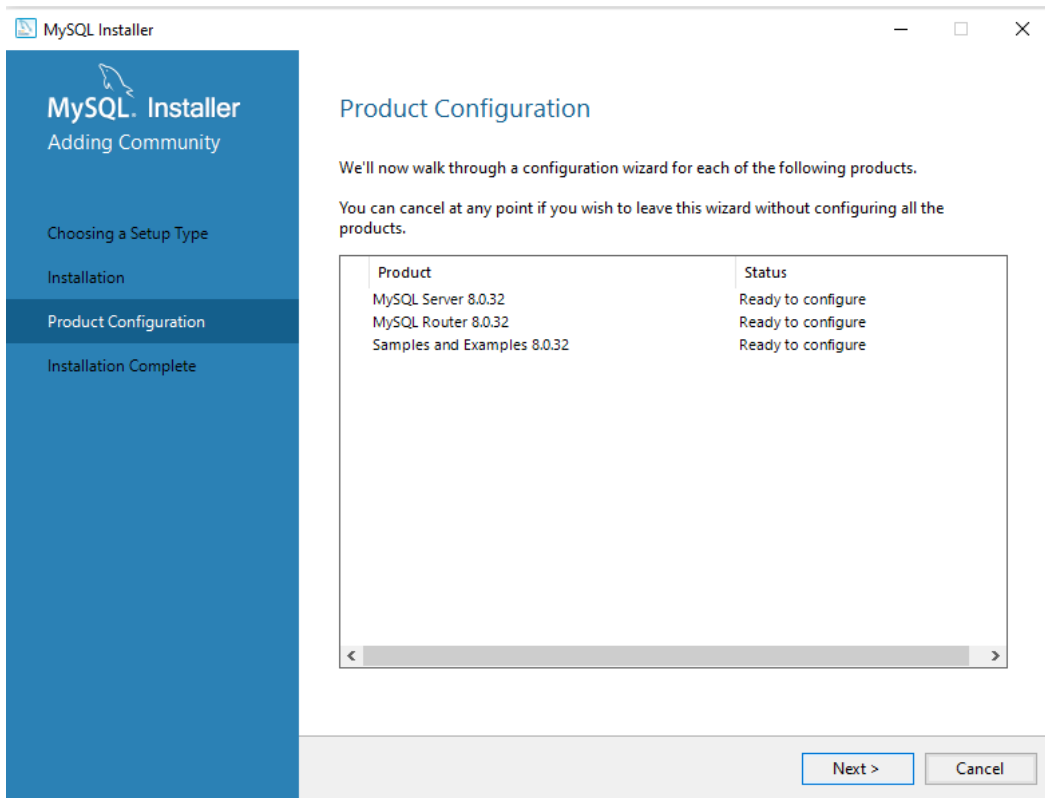 MySQL Installer
MySQL. Installer
Adding Community
Choosing a Setup Type
Installation
Product Configuration
Installation Complete
Product Configuration
We'll now walk through a configuration wizard for each of the following products.
You can cancel at any point if you wish to leave this wizard without configuring all the
products.
Product Status
MySQL Server 8.0.32 Ready to configure
MySQL Router 8.0.32 Ready to configure
Samples and Examples 8.0.32 Ready to configure
Next > Cancel